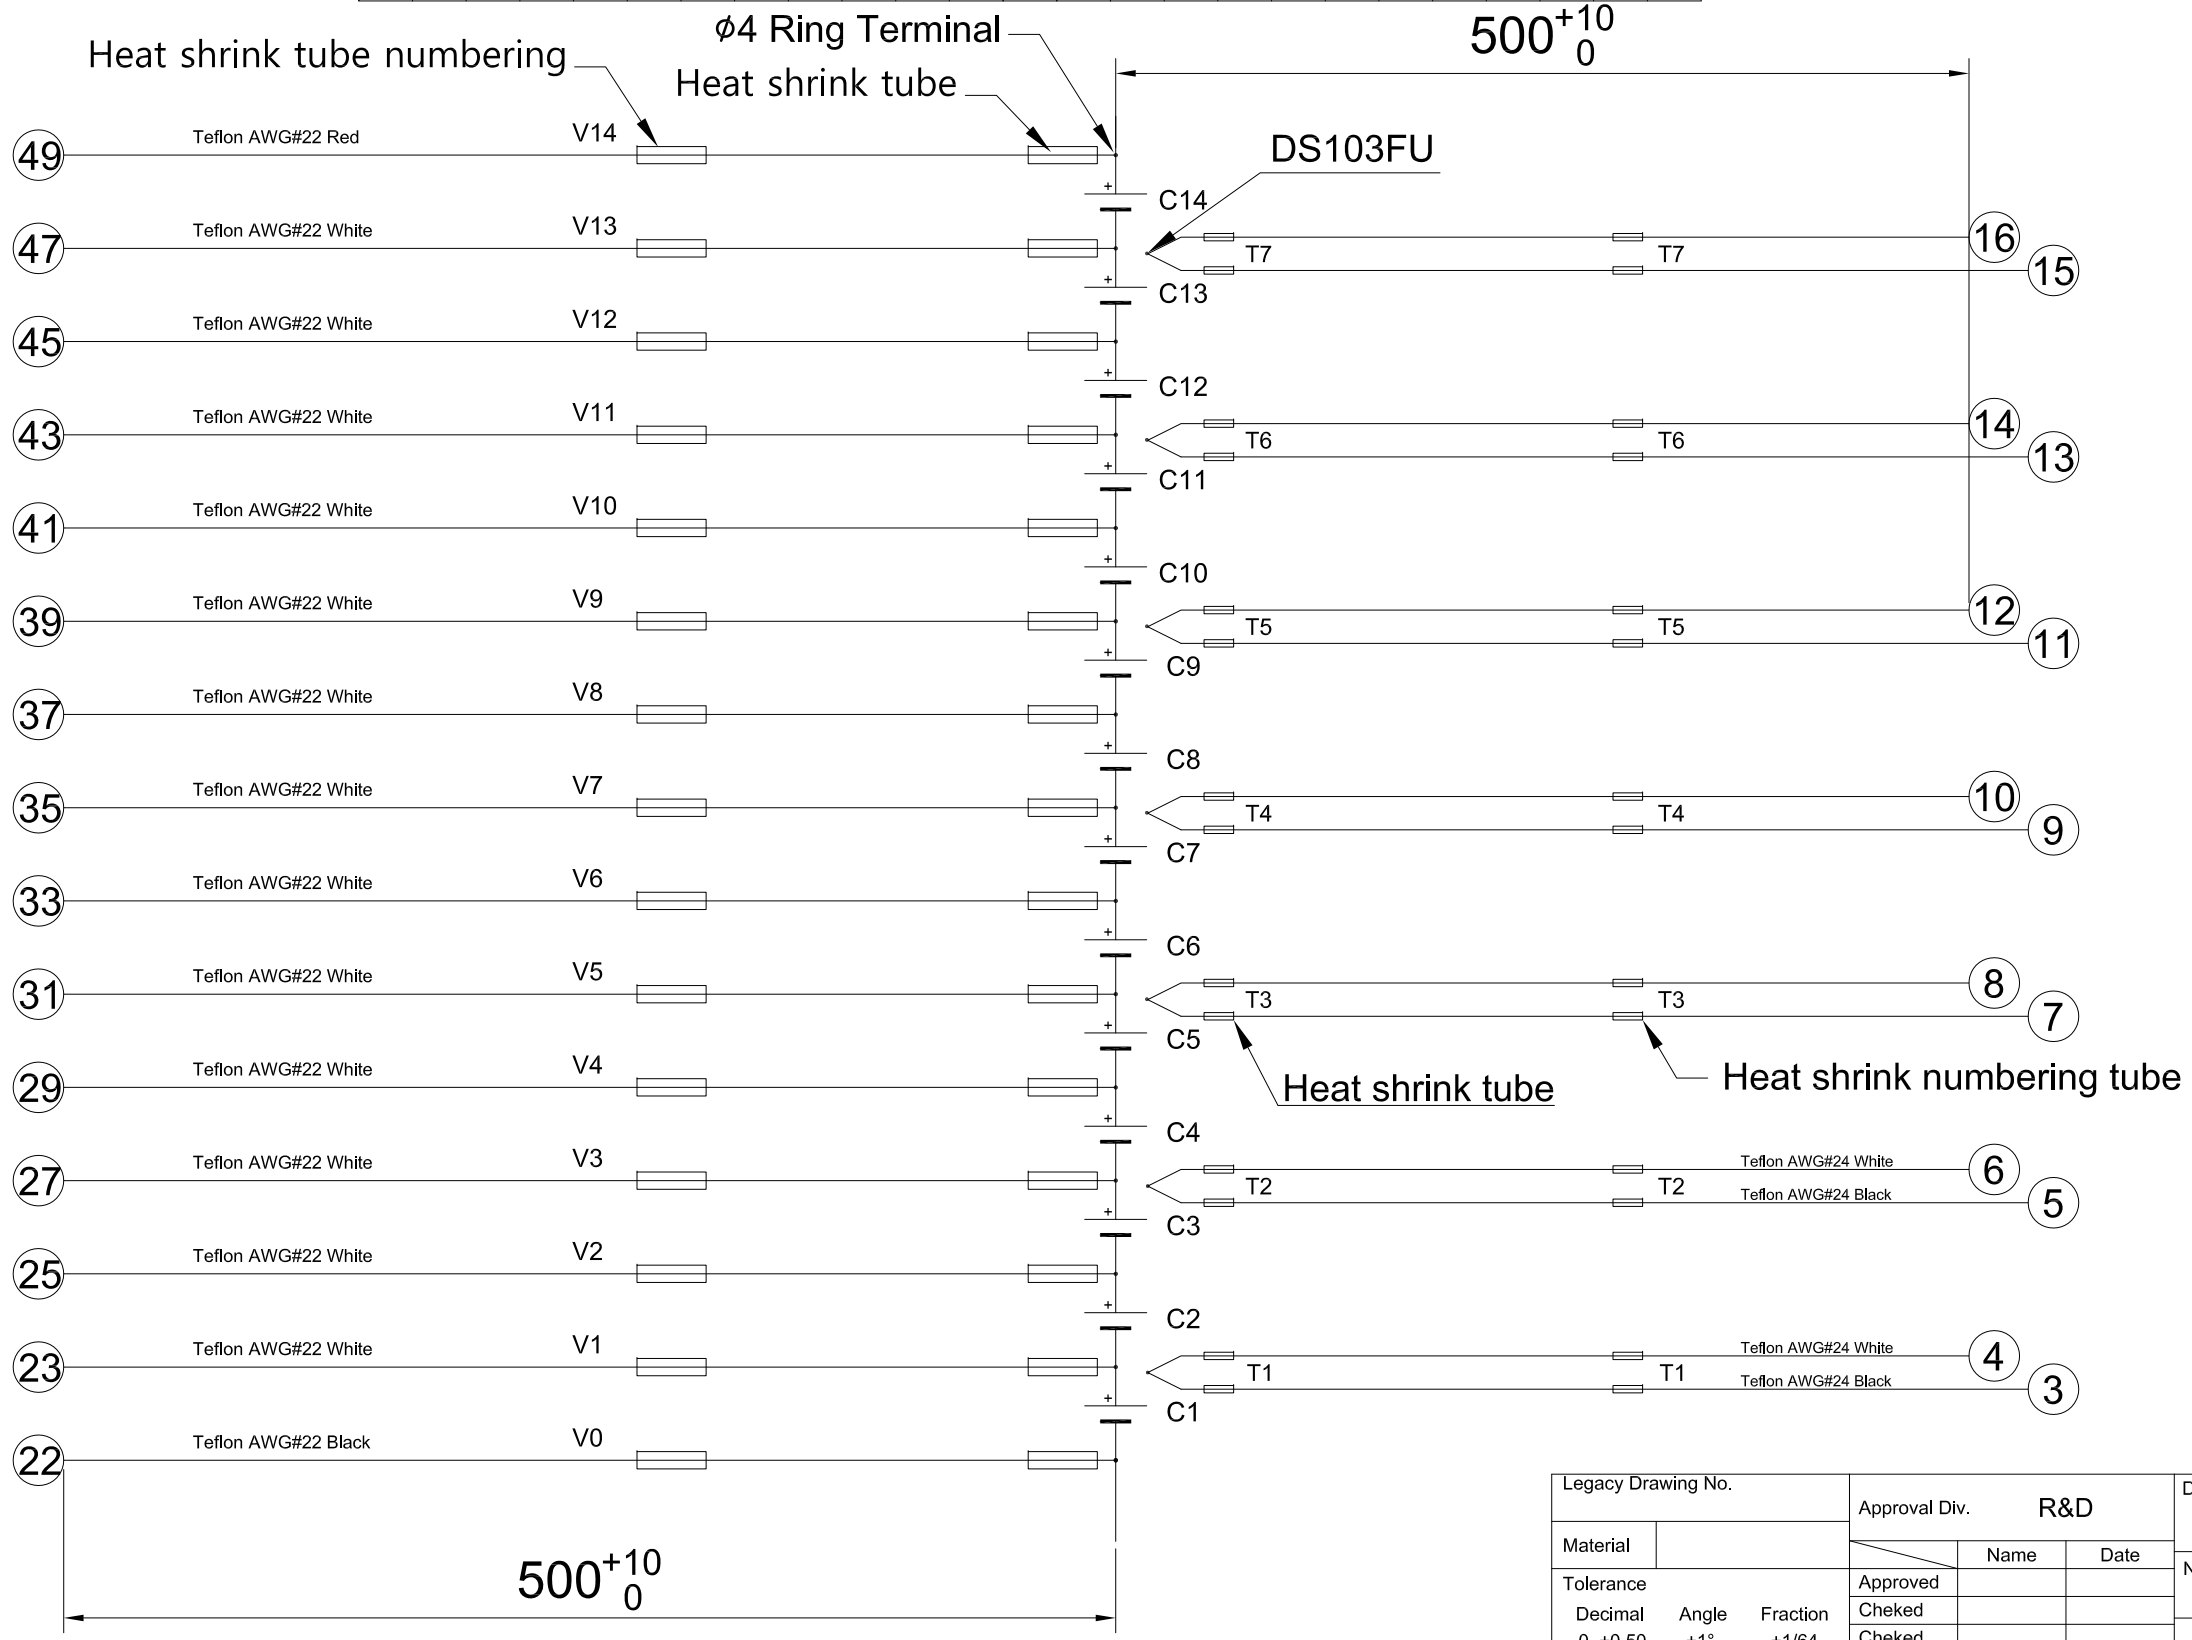 ϕ4 Ring Terminal
500 +10 0
Heat shrink tube numbering
Heat shrink tube
49 Teflon AWG#22 Red V14
DS103FU
C14
47 Teflon AWG#22 White V13
T7 T7 16
15
C13
45 Teflon AWG#22 White V12
C12
43 Teflon AWG#22 White V11
T6 T6 14
13
C11
41 Teflon AWG#22 White V10
C10
39 Teflon AWG#22 White V9
T5 T5 12
11
C9
37 Teflon AWG#22 White V8
C8
35 Teflon AWG#22 White V7
T4 T4 10
9
C7
33 Teflon AWG#22 White V6
C6
31 Teflon AWG#22 White V5
T3 T3 8
7
C5
29 Teflon AWG#22 White V4
Heat shrink tube
Heat shrink numbering tube
C4
27 Teflon AWG#22 White V3
T2 T2 Teflon AWG#24 White 6
Teflon AWG#24 Black 5
C3
25 Teflon AWG#22 White V2
C2
23 Teflon AWG#22 White V1
T1 T1 Teflon AWG#24 White 4
Teflon AWG#24 Black 3
C1
22 Teflon AWG#22 Black V0
500 +10 0
Legacy Drawing No.
Approval Div. R&D
Material
Name Date
Tolerance
Approved
Decimal Angle Fraction
Cheked
Cheked